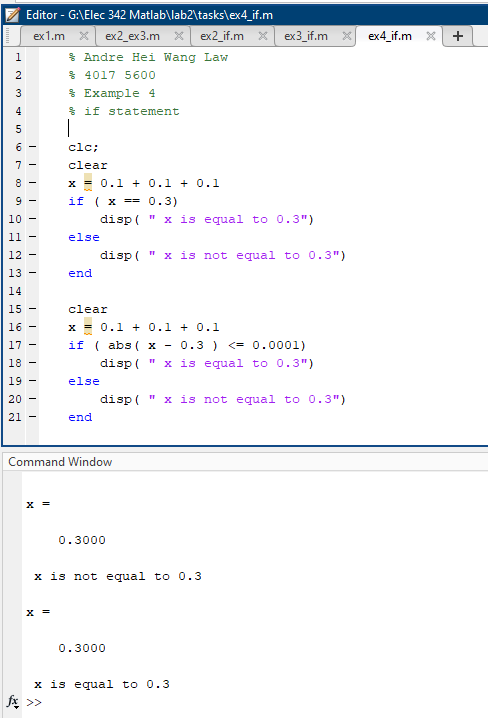 Editor - G:\Elec 342 Matlab\lab2\tasks\ex4_if.m
ex1.m ex2_ex3.m ex2_if.m ex3_if.m ex4_if.m +
1 % Andre Hei Wang Law
2 % 4017 5600
3 % Example 4
4 % if statement
5
6 - clc;
7 - clear
8 - x = 0.1 + 0.1 + 0.1
9 - if ( x == 0.3)
10 - disp( " x is equal to 0.3")
11 - else
12 - disp( " x is not equal to 0.3")
13 - end
14
15 - clear
16 - x = 0.1 + 0.1 + 0.1
17 - if ( abs( x - 0.3 ) <= 0.0001)
18 - disp( " x is equal to 0.3")
19 - else
20 - disp( " x is not equal to 0.3")
21 - end
Command Window
x =
0.3000
x is not equal to 0.3
x =
0.3000
x is equal to 0.3
fx >>